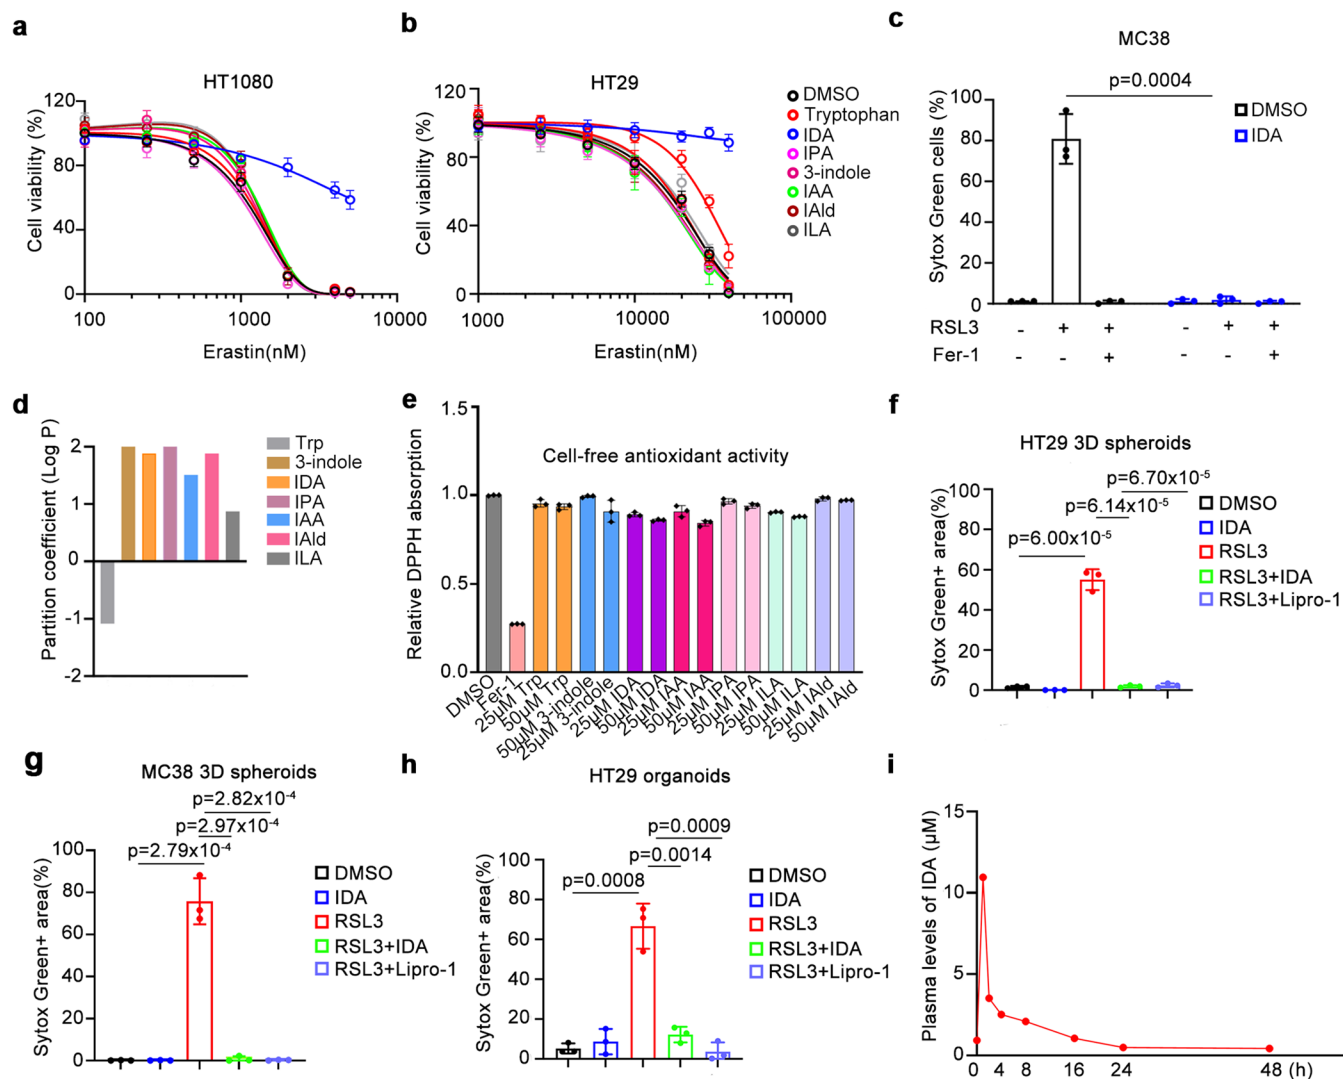 a
HT1080
Cell viability (%)
120
80
40
0
100
1000
10000
Erastin(nM)
b
HT29
Cell viability (%)
120
80
40
0
1000
10000
100000
Erastin(nM)
DMSO
Tryptophan
IDA
IPA
3-indole
IAA
IAld
ILA
c
MC38
p=0.0004
Sytox Green cells (%)
100
80
60
40
20
0
DMSO
IDA
RSL3 - + + - + +
Fer-1 - - + - - +
d
Partition coefficient (Log P)
2
1
0
-1
-2
Trp
3-indole
IDA
IPA
IAA
IAld
ILA
e
Cell-free antioxidant activity
Relative DPPH absorption
1.5
1.0
0.5
0.0
DMSO
Fer-1
25µM Trp
50µM Trp
50µM 3-indole
25µM 3-indole
25µM IDA
50µM IDA
25µM IAA
50µM IAA
25µM IPA
50µM IPA
25µM ILA
50µM ILA
25µM IAld
50µM IAld
f
HT29 3D spheroids
p=6.70x10-5
p=6.14x10-5
p=6.00x10-5
Sytox Green+ area(%)
100
80
60
40
20
0
DMSO
IDA
RSL3
RSL3+IDA
RSL3+Lipro-1
g
MC38 3D spheroids
p=2.82x10-4
p=2.97x10-4
p=2.79x10-4
Sytox Green+ area(%)
100
80
60
40
20
0
DMSO
IDA
RSL3
RSL3+IDA
RSL3+Lipro-1
h
HT29 organoids
p=0.0009
p=0.0014
p=0.0008
Sytox Green+ area(%)
100
80
60
40
20
0
DMSO
IDA
RSL3
RSL3+IDA
RSL3+Lipro-1
i
Plasma levels of IDA (µM)
15
10
5
0
0 4 8 16 24 48 (h)